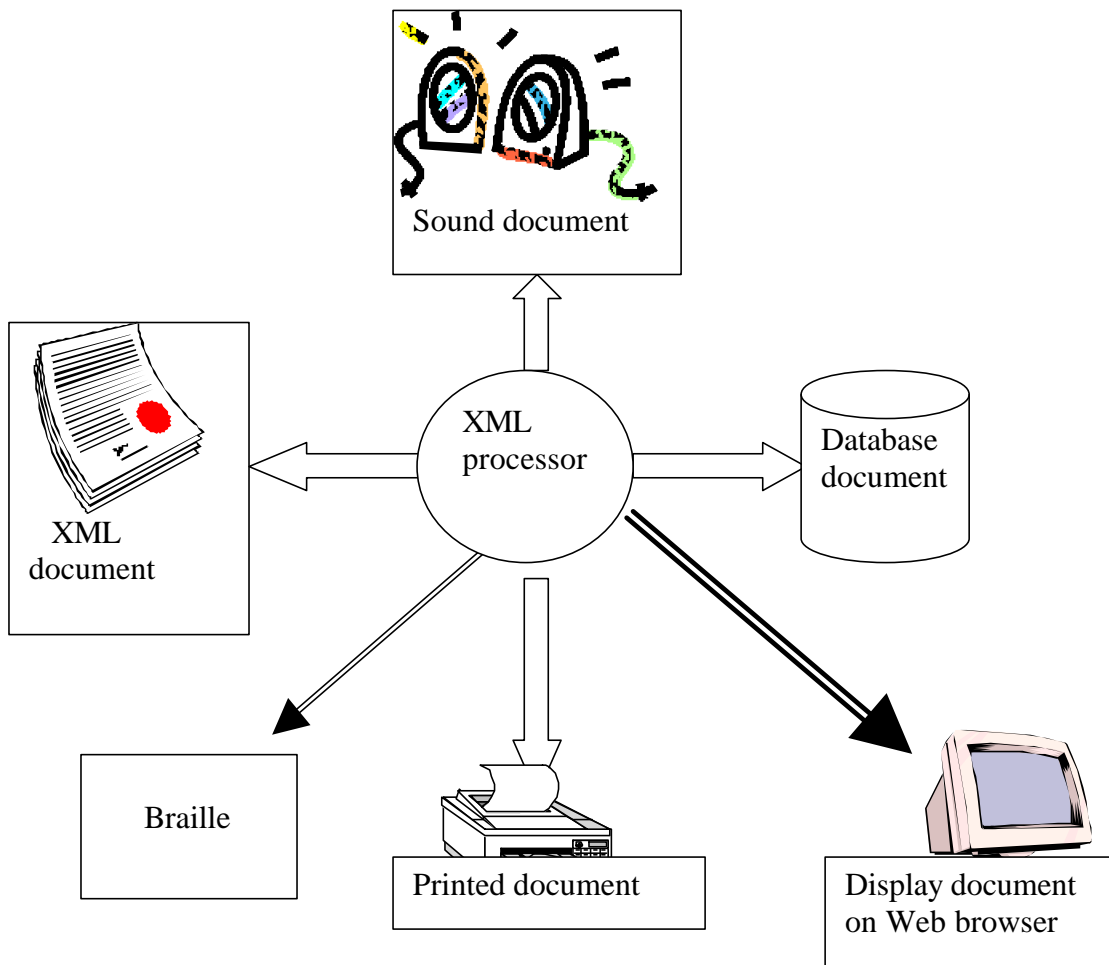 Sound document
XML
processor
Database
document
XML
document
Braille
Printed document
Display document
on Web browser